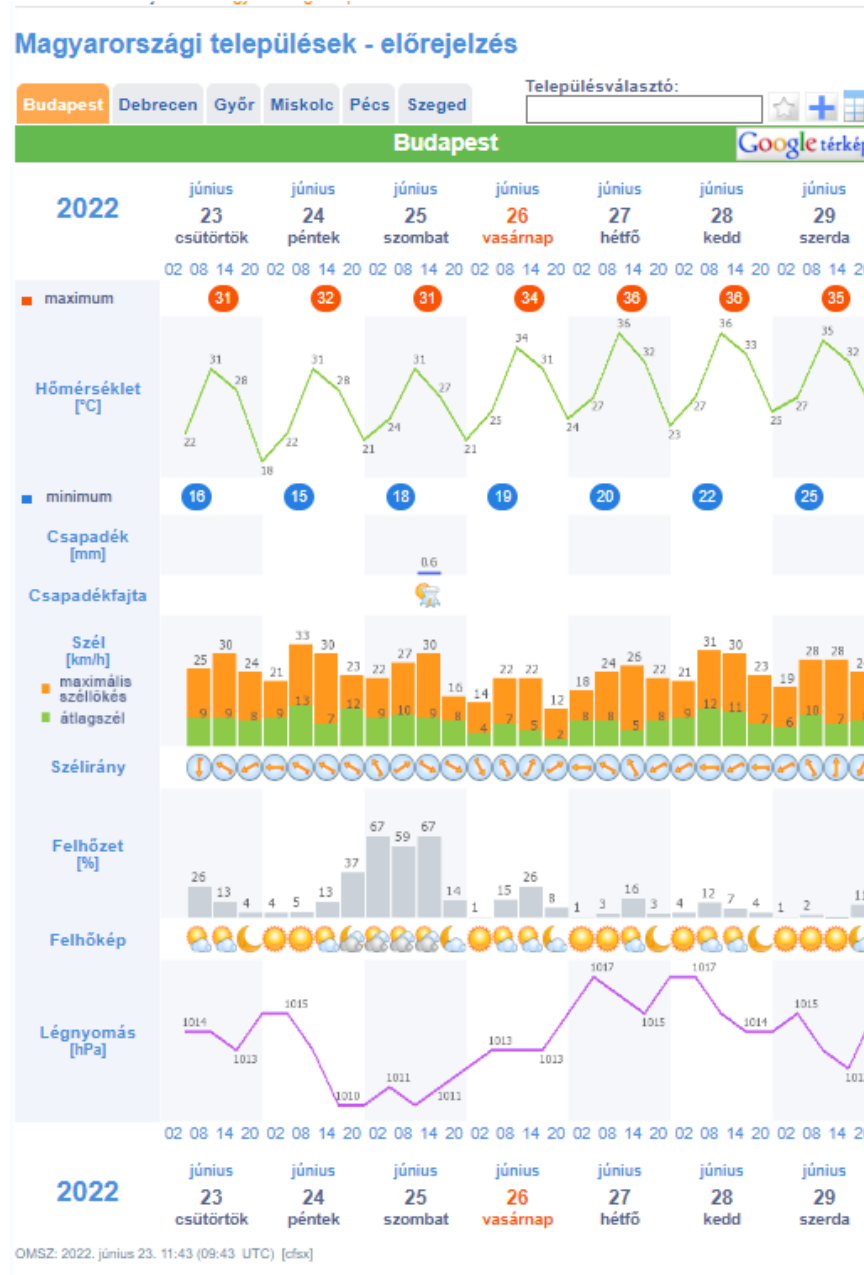 Magyarországi települések - előrejelzés
Településválasztó:
Budapest Debrecen Győr Miskolc Pécs Szeged
Budapest
Google térkép
június június június június június június június
2022 23 24 25 26 27 28 29
csütörtök péntek szombat vasárnap hétfő kedd szerda
02 08 14 20 02 08 14 20 02 08 14 20 02 08 14 20 02 08 14 20 02 08 14 20 02 08 14
maximum 31 32 31 34 36 36 35
Hőmérséklet
[°C]
22 31 28 18 22 31 28 21 24 31 27 21 25 34 31 24 27 36 32 23 27 36 33 25 27 35 32
minimum 16 15 18 19 20 22 25
Csapadék
[mm]
0.6
Csapadékfajta
Szél
[km/h]
maximális
széllökés
átlagszél
25 30 24 21 33 30 23 22 27 30 16 14 22 22 12 18 24 26 22 21 31 30 23 19 28 28
9 9 8 9 13 7 12 9 10 9 8 4 7 5 2 8 8 5 8 9 12 11 7 6 10 7
Szélirány
Felhőzet
[%]
26 13 4 4 5 13 37 67 59 67 14 1 15 26 8 1 3 16 3 4 12 7 4 1 2
Felhőkép
Légnyomás
[hPa]
1014 1013 1015 1010 1011 1011 1013 1013 1017 1015 1017 1014 1015
02 08 14 20 02 08 14 20 02 08 14 20 02 08 14 20 02 08 14 20 02 08 14 20 02 08 14
június június június június június június június
2022 23 24 25 26 27 28 29
csütörtök péntek szombat vasárnap hétfő kedd szerda
OMSZ: 2022. június 23. 11:43 (09:43 UTC) [cfsx]